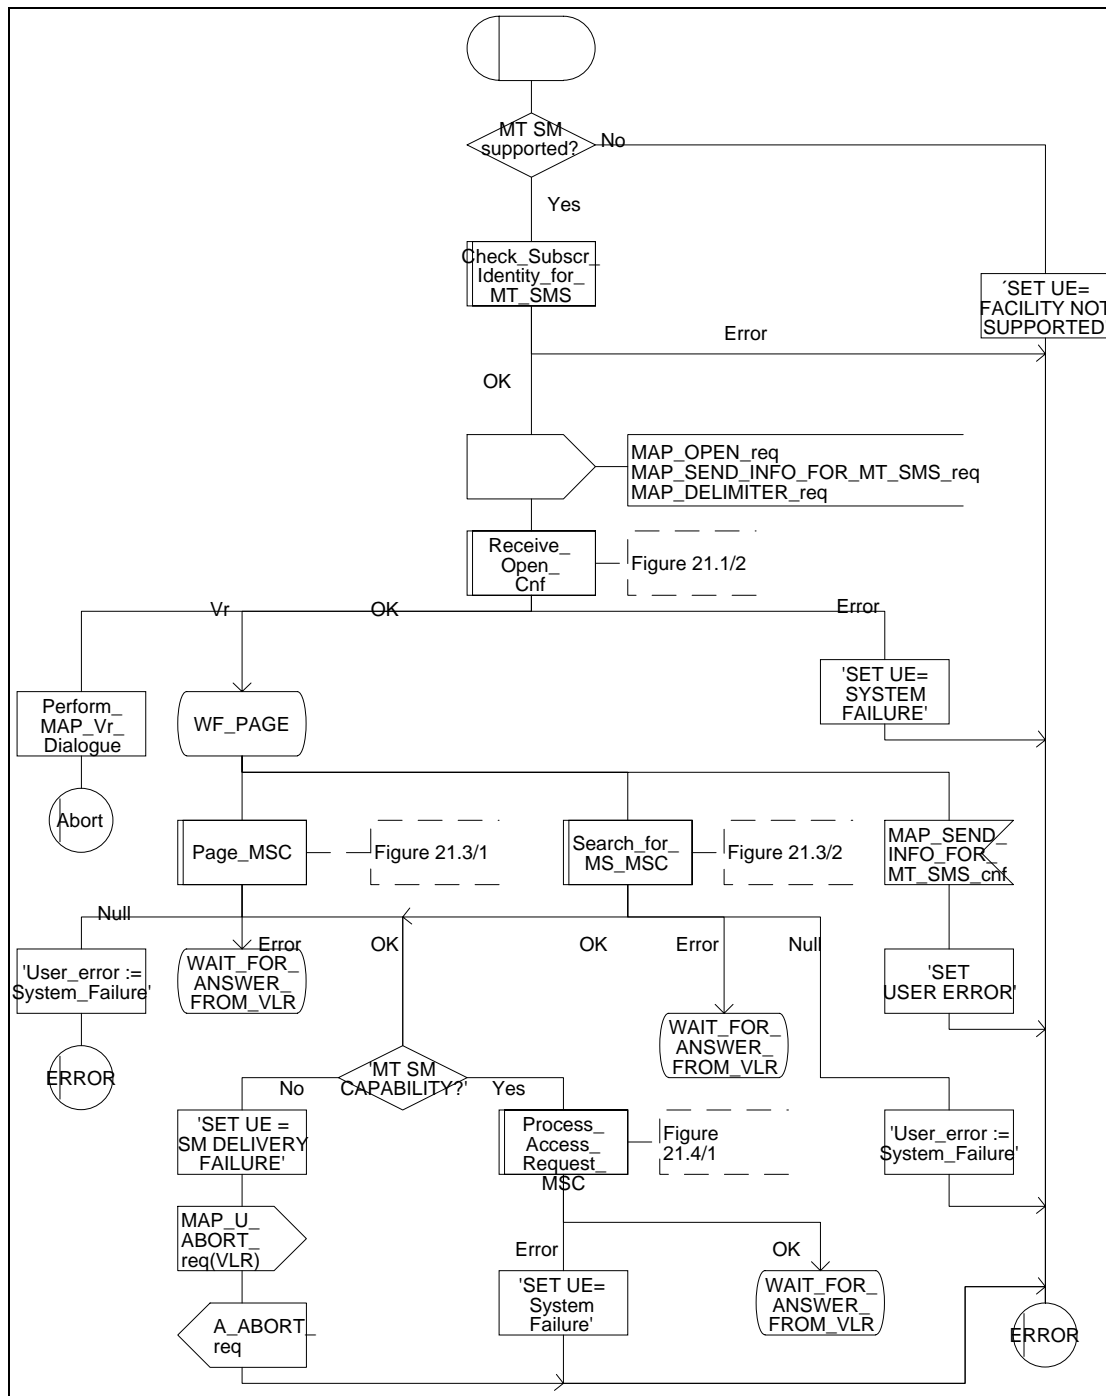 MT SM
supported?
No
Yes
Check_Subscr_
Identity_for_
MT_SMS
´SET UE=
FACILITY NOT
SUPPORTED
Error
OK
MAP_OPEN_req
MAP_SEND_INFO_FOR_MT_SMS_req
MAP_DELIMITER_req
Receive_
Open_
Cnf
Figure 21.1/2
Vr
OK
Error
Perform_
MAP_Vr_
Dialogue
WF_PAGE
'SET UE=
SYSTEM
FAILURE'
Abort
Page_MSC
Figure 21.3/1
Search_for_
MS_MSC
Figure 21.3/2
MAP_SEND_
INFO_FOR_
MT_SMS_cnf
Null
Error
OK
OK
Error
Null
'User_error :=
System_Failure'
WAIT_FOR_
ANSWER_
FROM_VLR
'SET
USER ERROR'
WAIT_FOR_
ANSWER_
FROM_VLR
ERROR
'MT SM
CAPABILITY?'
No
Yes
'SET UE =
SM DELIVERY
FAILURE'
Process_
Access_
Request_
MSC
Figure
21.4/1
'User_error :=
System_Failure'
MAP_U_
ABORT_
req(VLR)
Error
OK
'SET UE=
System
Failure'
WAIT_FOR_
ANSWER_
FROM_VLR
A_ABORT_
req
ERROR